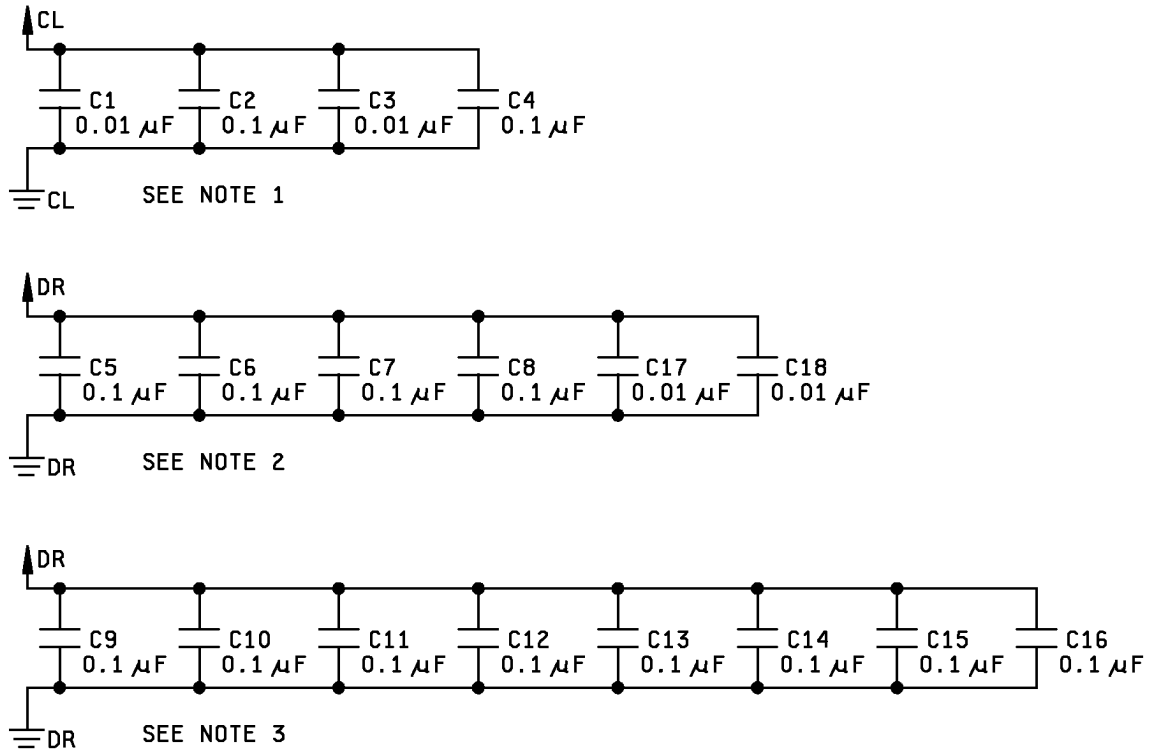 CL
C1 C2 C3 C4
0.01 µF 0.1 µF 0.01 µF 0.1 µF
CL SEE NOTE 1
DR
C5 C6 C7 C8 C17 C18
0.1 µF 0.1 µF 0.1 µF 0.1 µF 0.01 µF 0.01 µF
DR SEE NOTE 2
DR
C9 C10 C11 C12 C13 C14 C15 C16
0.1 µF 0.1 µF 0.1 µF 0.1 µF 0.1 µF 0.1 µF 0.1 µF 0.1 µF
DR SEE NOTE 3